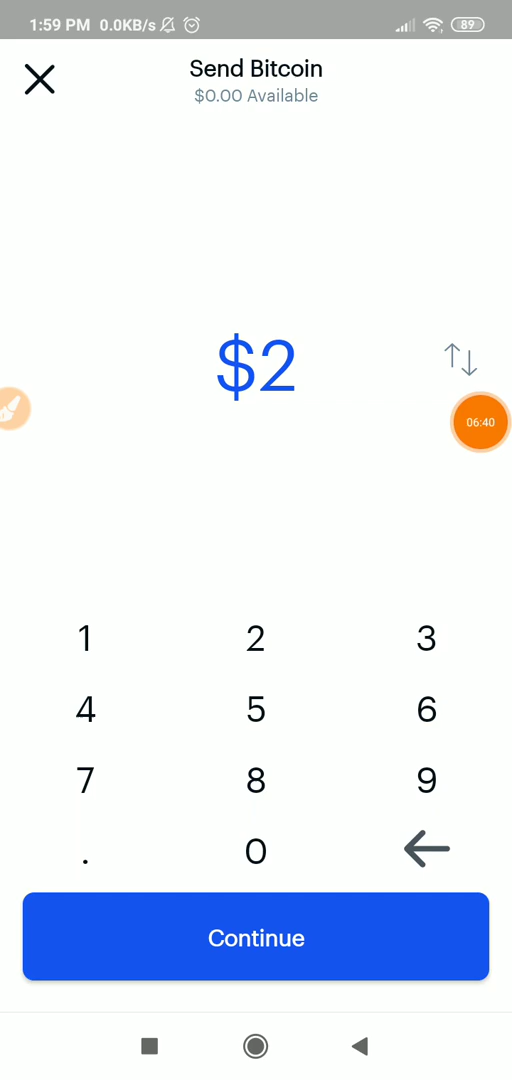 1:59 PM 0.0KB/s 89
Send Bitcoin
$0.00 Available
$2
06:40
1 2 3
4 5 6
7 8 9
. 0
Continue